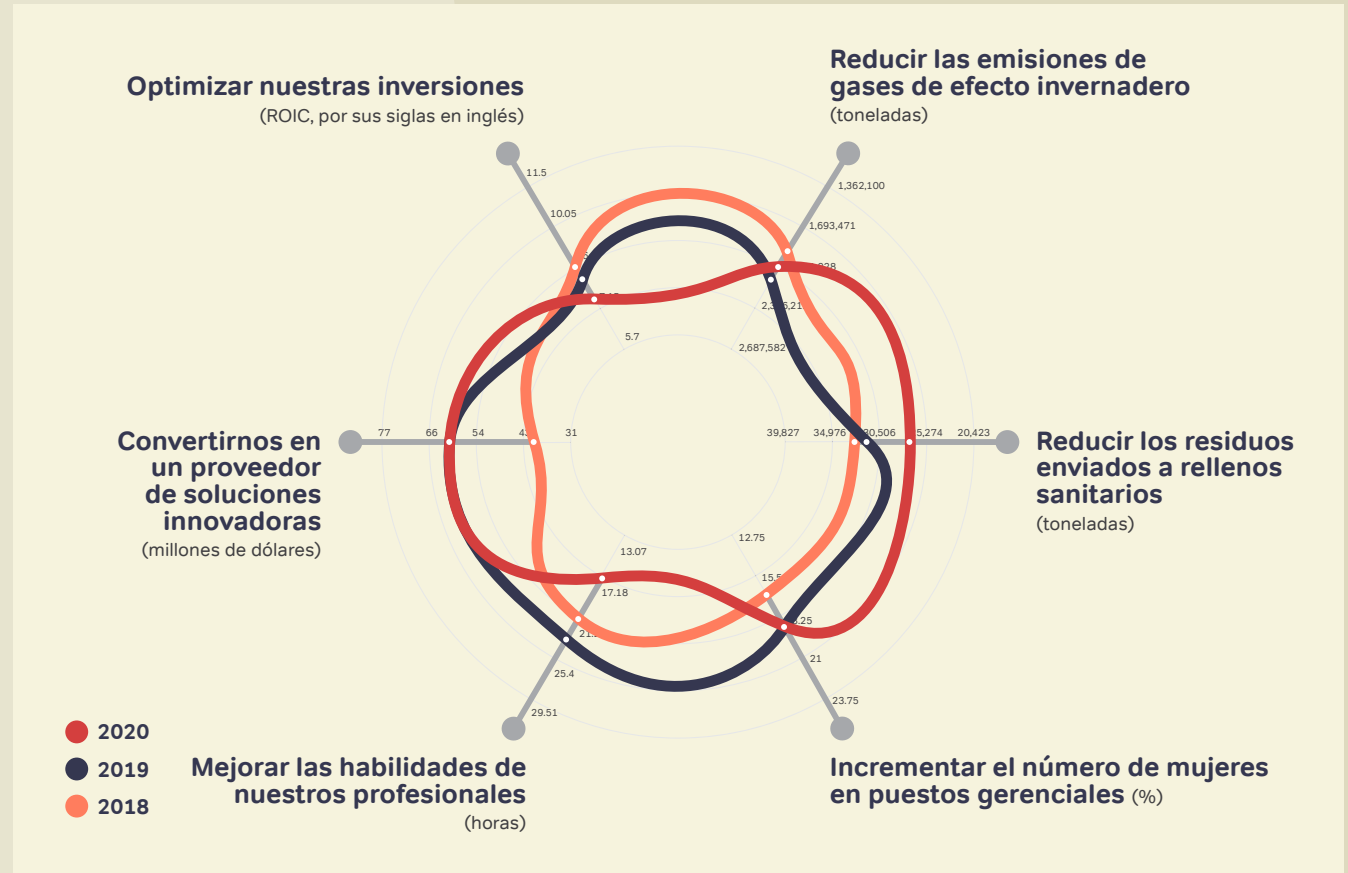 Optimizar nuestras inversiones
(ROIC, por sus siglas en inglés)
Reducir las emisiones de
gases de efecto invernadero
(toneladas)
11.5
10.05
5.7
1,362,100
1,693,471
2,687,582
Convertirnos en
un proveedor
de soluciones
innovadoras
(millones de dólares)
77
66
54
31
39,827
34,976
20,423
Reducir los residuos
enviados a rellenos
sanitarios
(toneladas)
13.07
17.18
25.4
29.51
12.75
21
23.75
2020
2019
2018
Mejorar las habilidades de
nuestros profesionales
(horas)
Incrementar el número de mujeres
en puestos gerenciales (%)